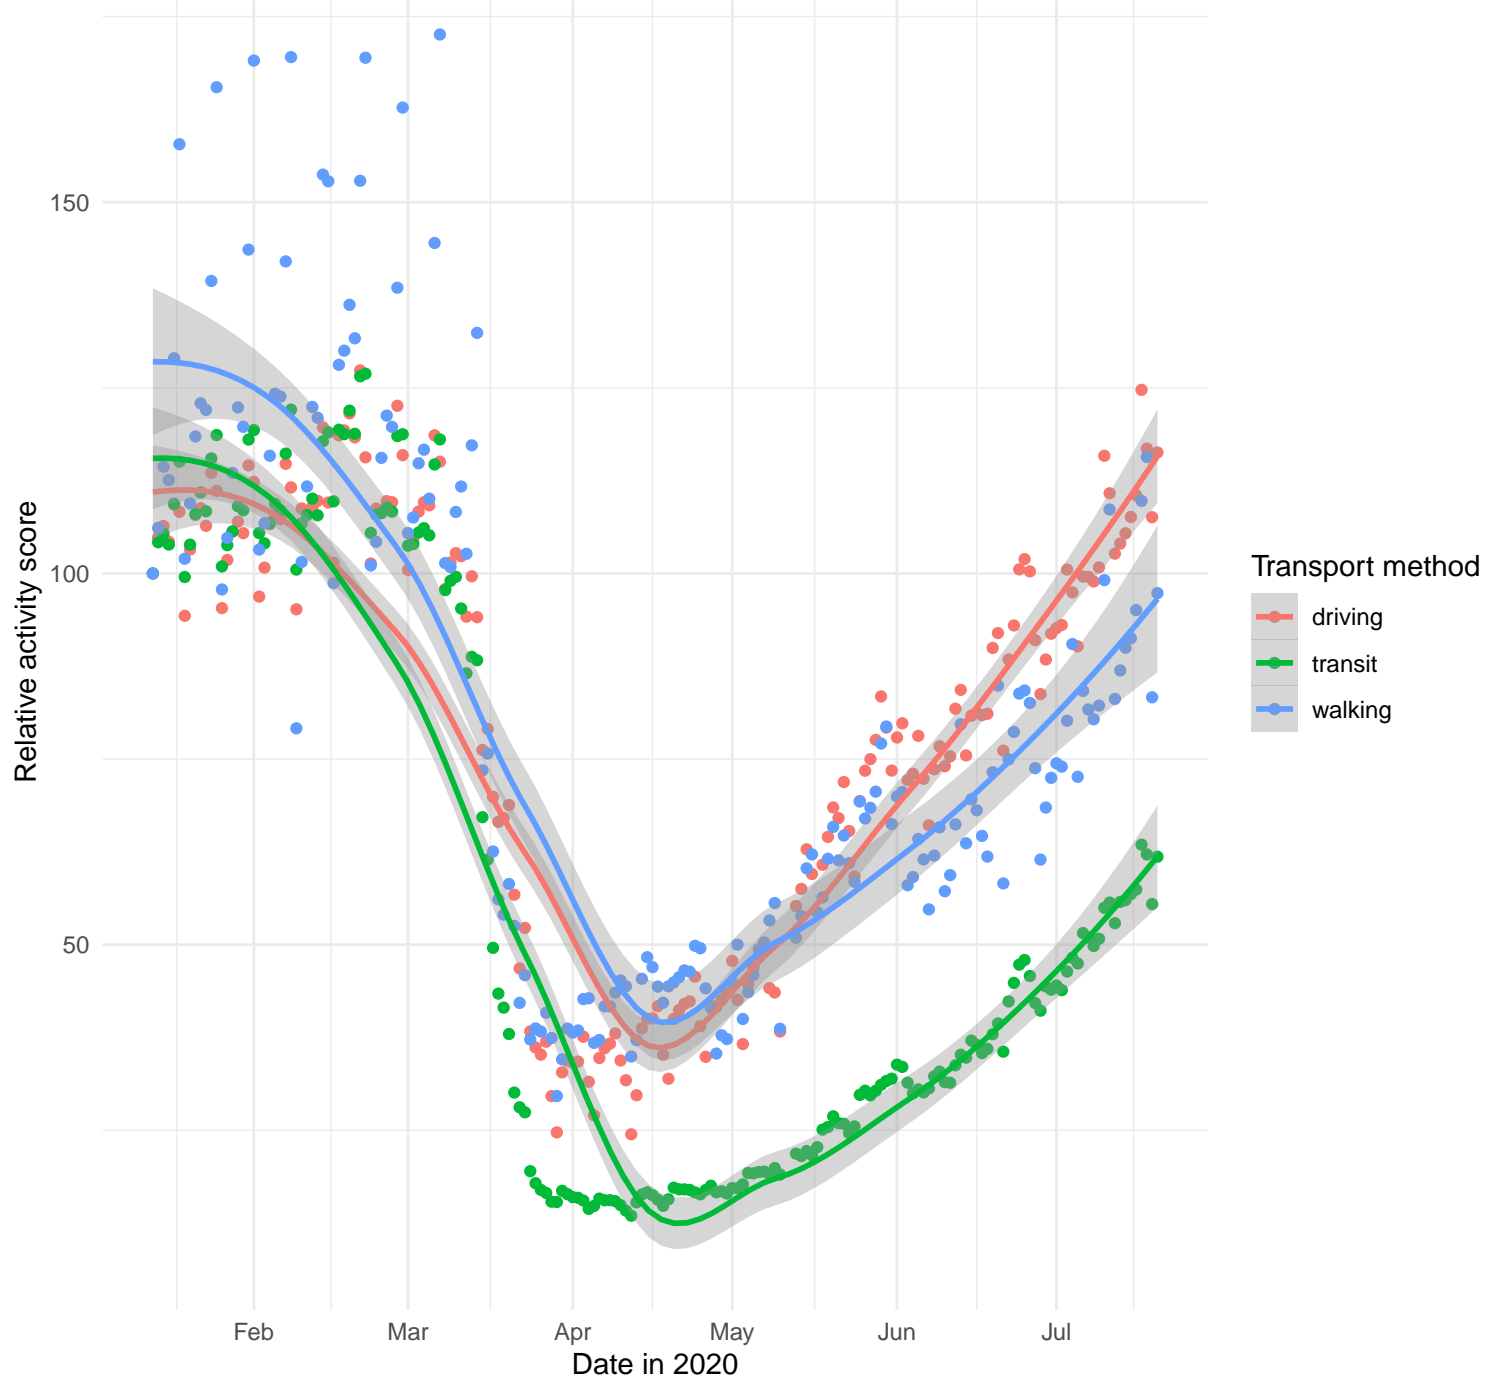 150
100
50
Relative activity score
Feb
Mar
Apr
May
Jun
Jul
Date in 2020
Transport method
driving
transit
walking